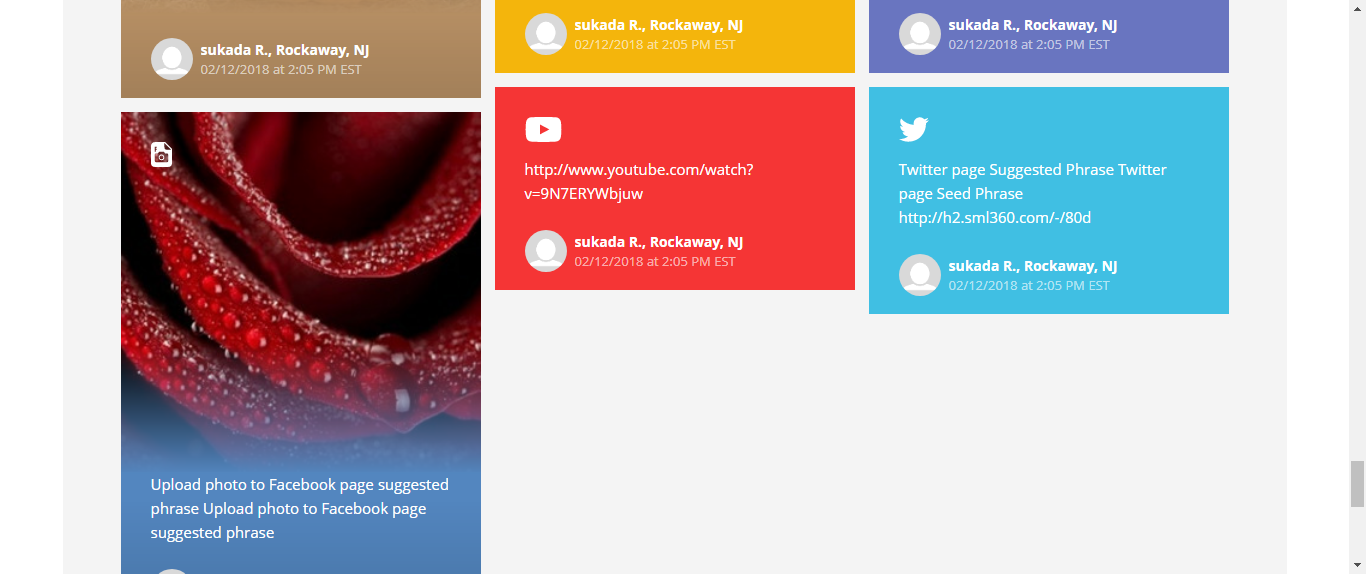 sukada R., Rockaway, NJ
02/12/2018 at 2:05 PM EST
Upload photo to Facebook page suggested
phrase Upload photo to Facebook page
suggested phrase
sukada R., Rockaway, NJ
02/12/2018 at 2:05 PM EST
http://www.youtube.com/watch?
v=9N7ERYWbjuw
sukada R., Rockaway, NJ
02/12/2018 at 2:05 PM EST
sukada R., Rockaway, NJ
02/12/2018 at 2:05 PM EST
Twitter page Suggested Phrase Twitter
page Seed Phrase
http://h2.sml360.com/-/80d
sukada R., Rockaway, NJ
02/12/2018 at 2:05 PM EST